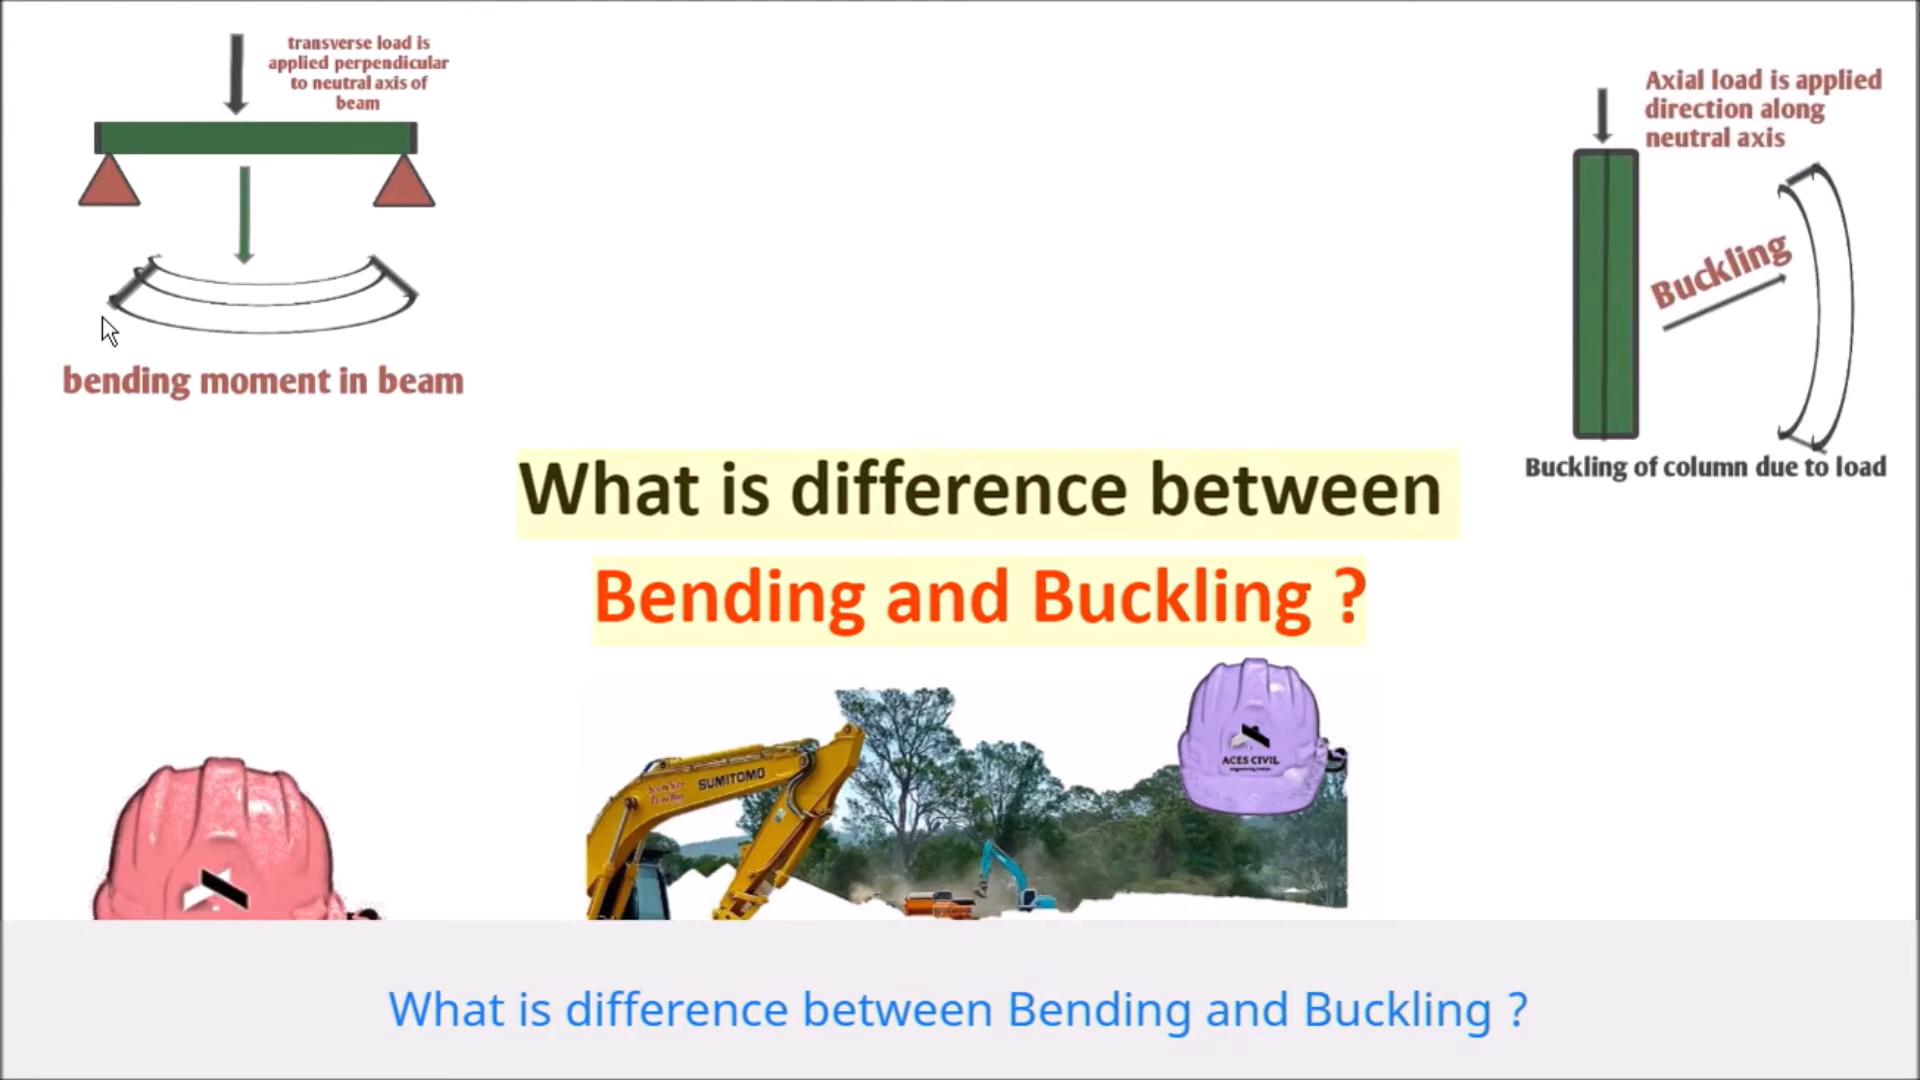 transverse load is
applied perpendicular
to neutral axis of
beam
bending moment in beam
Axial load is applied
direction along
neutral axis
Buckling
Buckling of column due to load
What is difference between
Bending and Buckling ?
SUMITOMO
ACES CIVIL
What is difference between Bending and Buckling ?